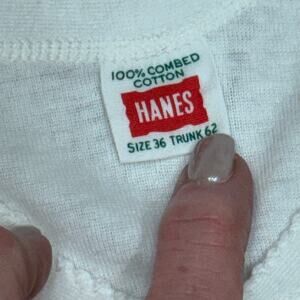 100% COMBED
COTTON
HANES
SIZE 36 TRUNK 62